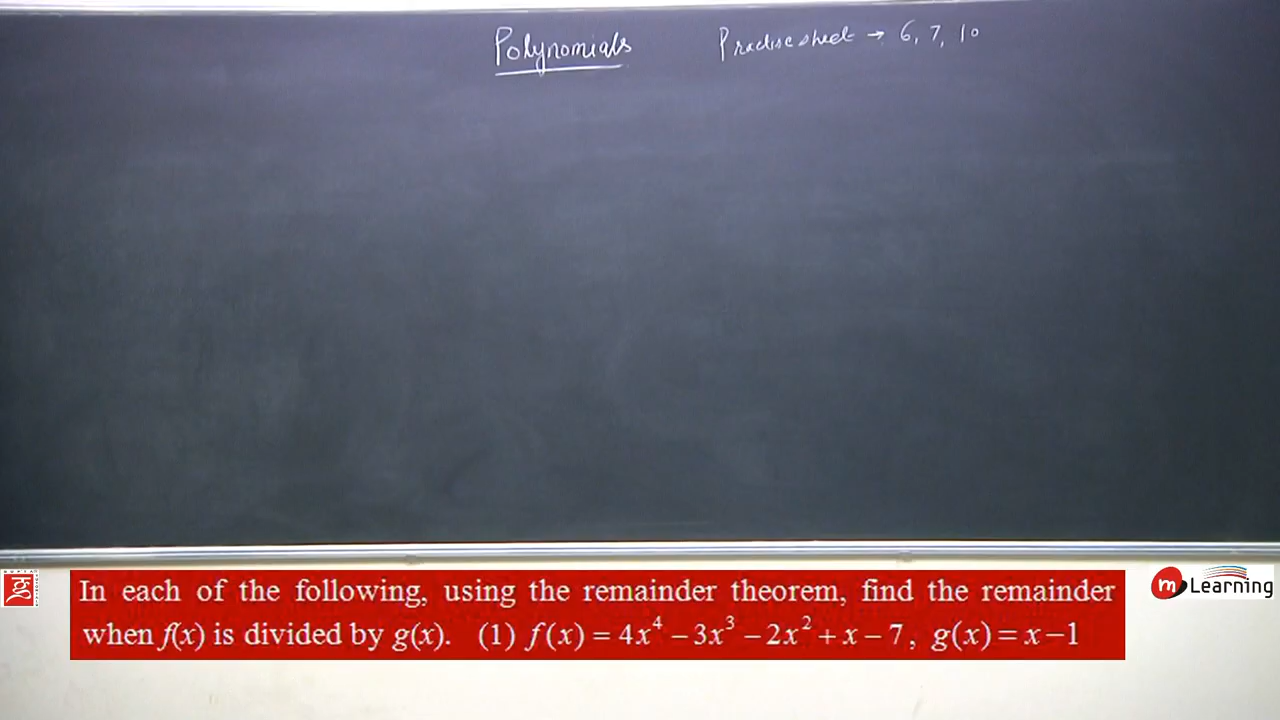 Polynomials Practise sheet → 6, 7, 10
In each of the following, using the remainder theorem, find the remainder
when f(x) is divided by g(x). (1) f(x) = 4x⁴ − 3x³ − 2x² + x − 7, g(x) = x − 1
m Learning